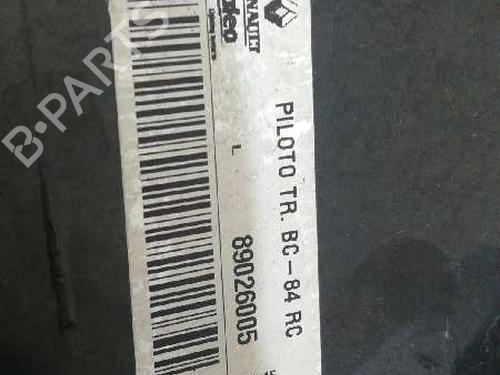 B-PARTS
RENAULT
Valeo
PILOTO TR. BC-84 RC
L
89026005